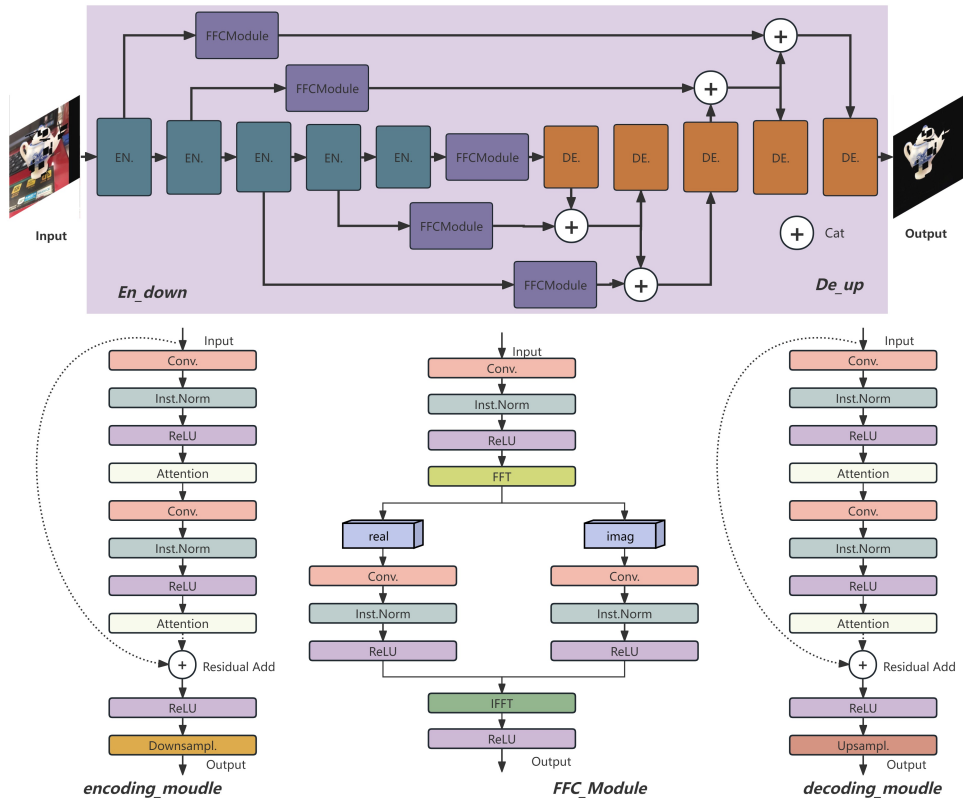 FFCModule
FFCModule
EN.
EN.
EN.
EN.
EN.
FFCModule
DE.
DE.
DE.
DE.
DE.
Input
FFCModule
Cat
Output
FFCModule
En_down
De_up
Input
Conv.
Inst.Norm
ReLU
Attention
Conv.
Inst.Norm
ReLU
Attention
Residual Add
ReLU
Downsampl.
Output
encoding_moudle
Input
Conv.
Inst.Norm
ReLU
FFT
real
imag
Conv.
Conv.
Inst.Norm
Inst.Norm
ReLU
ReLU
IFFT
ReLU
Output
FFC_Module
Input
Conv.
Inst.Norm
ReLU
Attention
Conv.
Inst.Norm
ReLU
Attention
Residual Add
ReLU
Upsampl.
Output
decoding_moudle